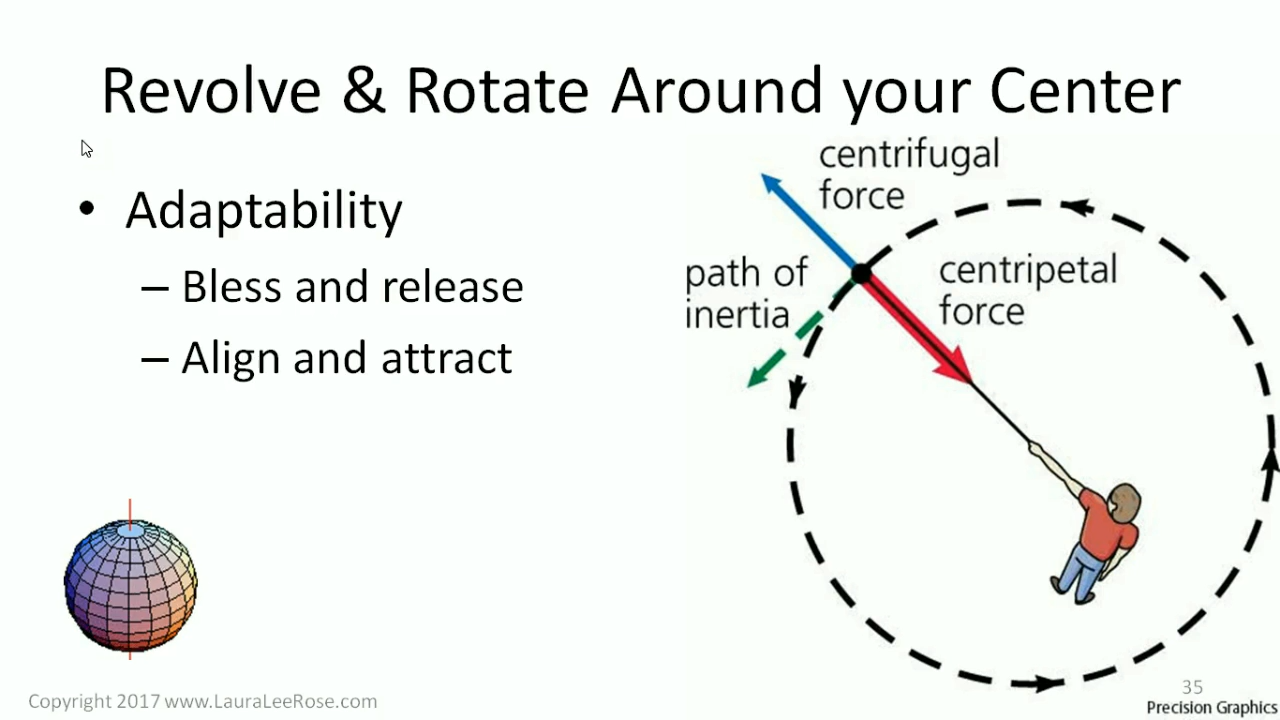 Revolve & Rotate Around your Center
• Adaptability
– Bless and release
– Align and attract
centrifugal
force
path of
inertia
centripetal
force
Copyright 2017 www.LauraLeeRose.com
35
Precision Graphics